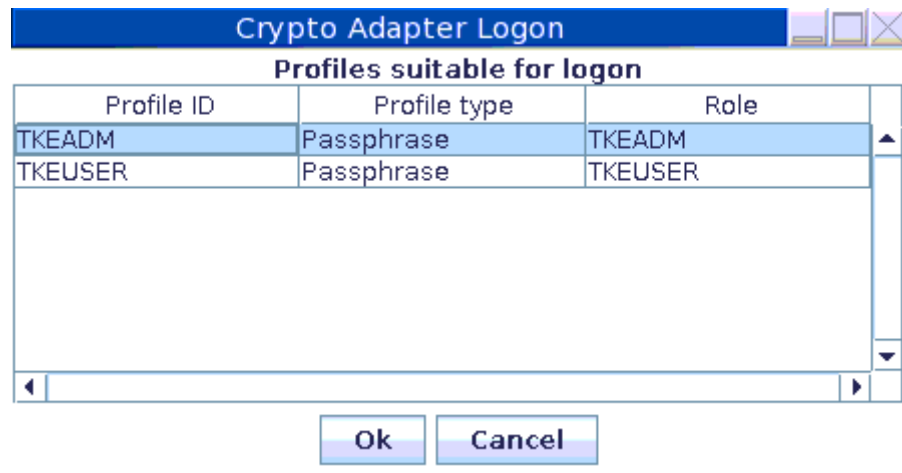 Crypto Adapter Logon
Profiles suitable for logon
Profile ID Profile type Role
TKEADM Passphrase TKEADM
TKEUSER Passphrase TKEUSER
Ok Cancel